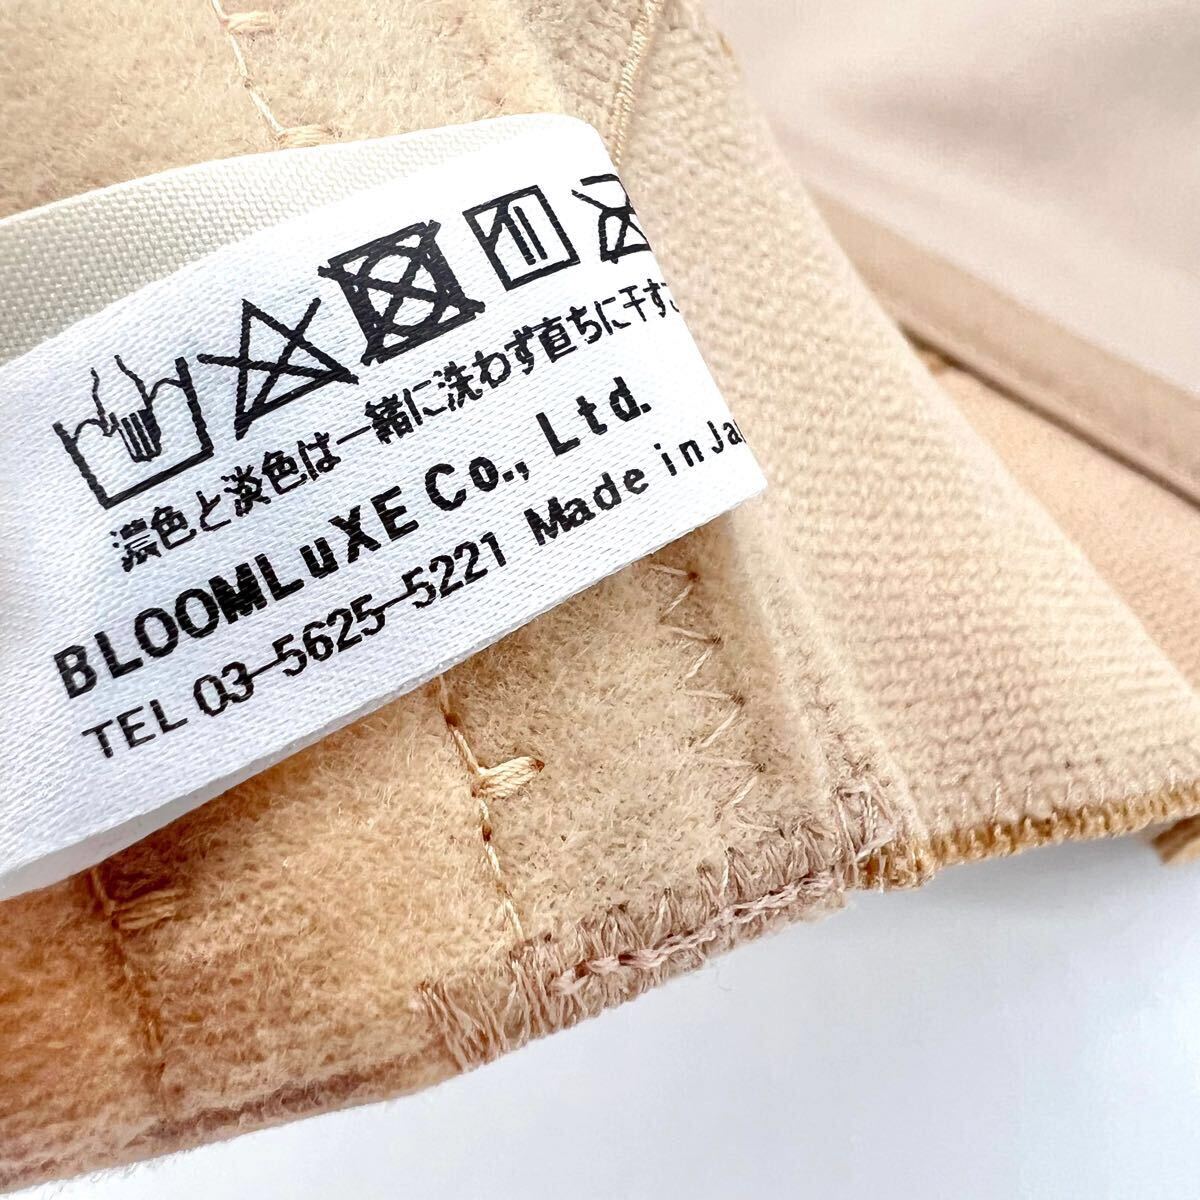 濃色と淡色は一緒に洗わず直ちに干す
BLOOMLuXE Co., Ltd.
TEL 03-5625-5221 Made in Ja